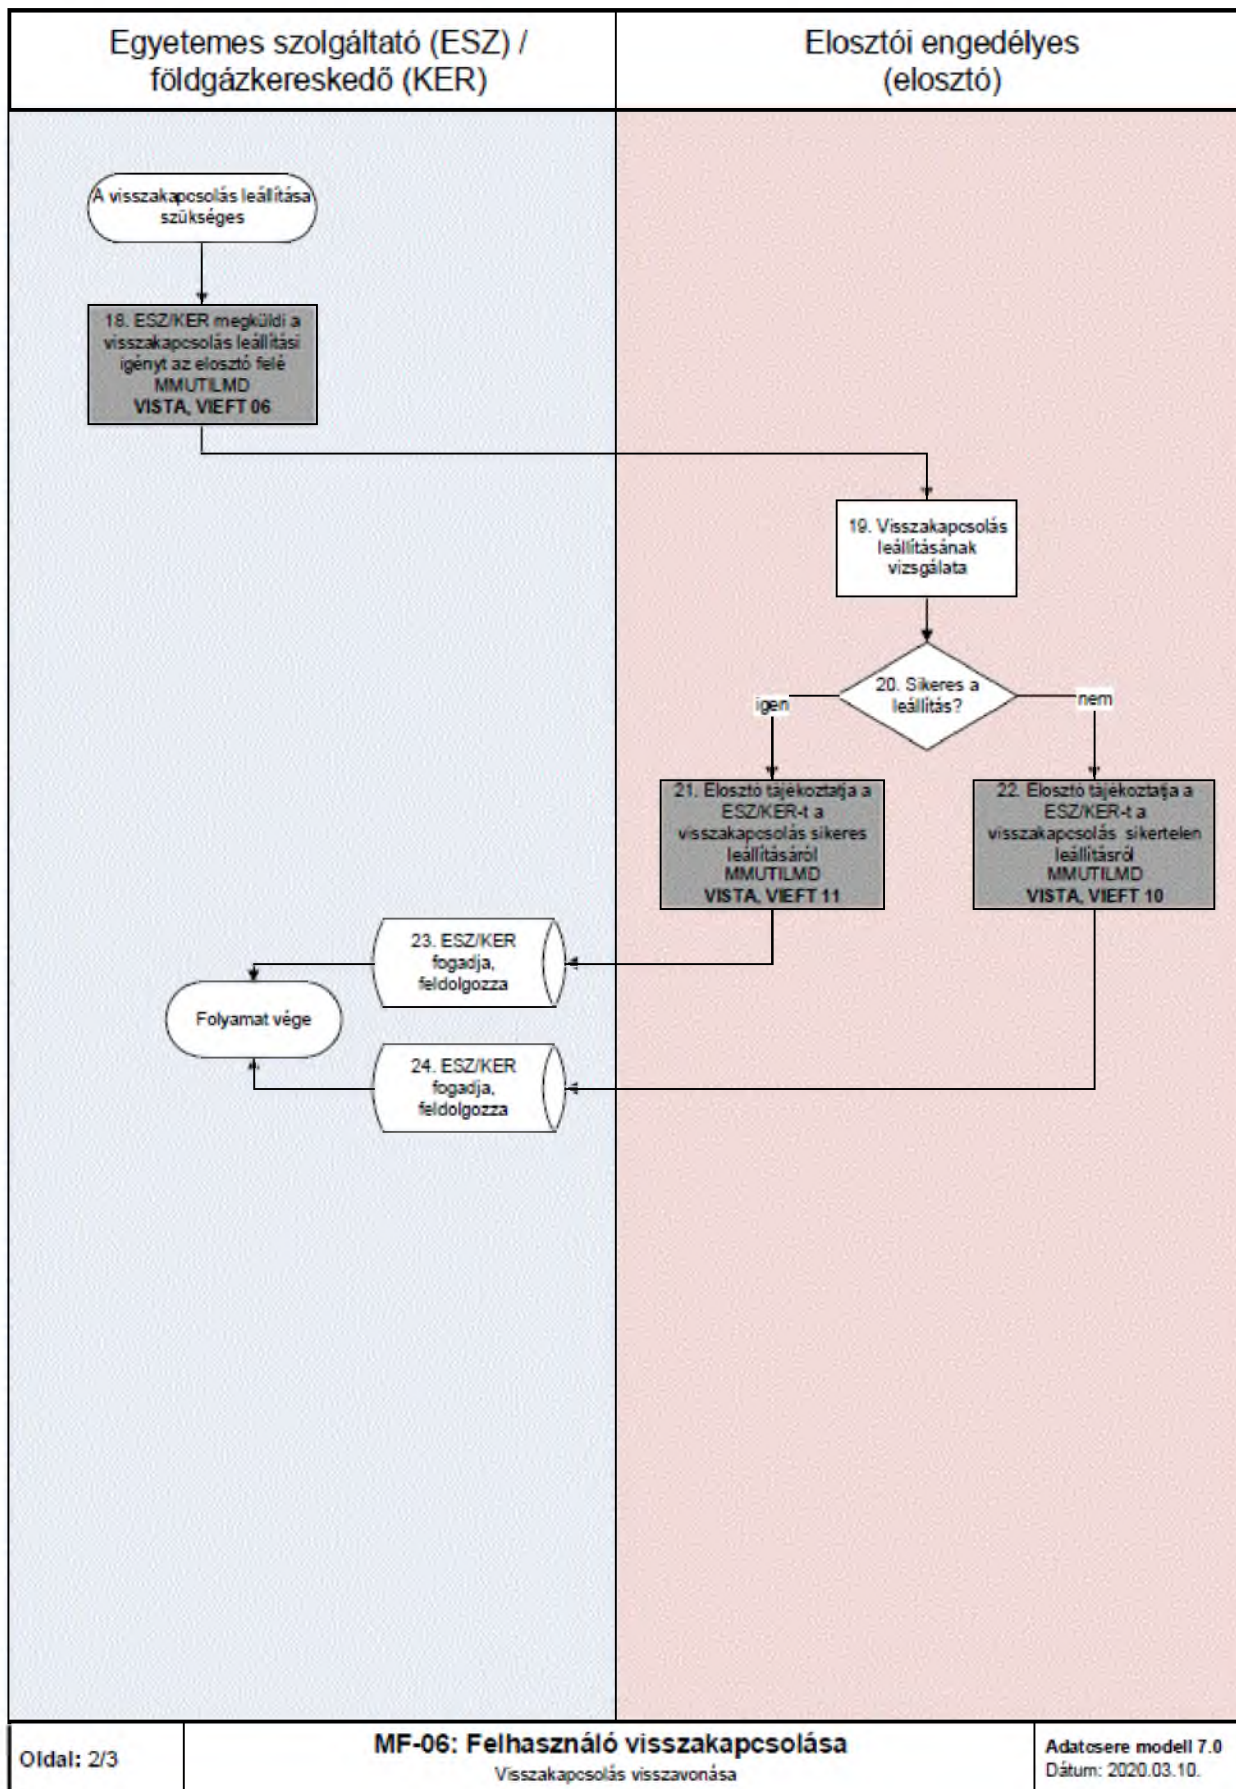 Egyetemes szolgáltató (ESZ) /
földgázkereskedő (KER)
Elosztói engedélyes
(elosztó)
A visszakapcsolás leállítása
szükséges
18. ESZ/KER megküldi a
visszakapcsolás leállítási
igényt az elosztó felé
MMUTILMD
VISTA, VIEFT 06
19. Visszakapcsolás
leállításának
vizsgálata
20. Sikeres a
leállítás?
igen
nem
21. Elosztó tájékoztatja a
ESZ/KER-t a
visszakapcsolás sikeres
leállításáról
MMUTILMD
VISTA, VIEFT 11
22. Elosztó tájékoztatja a
ESZ/KER-t a
visszakapcsolás sikertelen
leállításról
MMUTILMD
VISTA, VIEFT 10
23. ESZ/KER
fogadja,
feldolgozza
Folyamat vége
24. ESZ/KER
fogadja,
feldolgozza
Oldal: 2/3
MF-06: Felhasználó visszakapcsolása
Visszakapcsolás visszavonása
Adatcsere modell 7.0
Dátum: 2020.03.10.